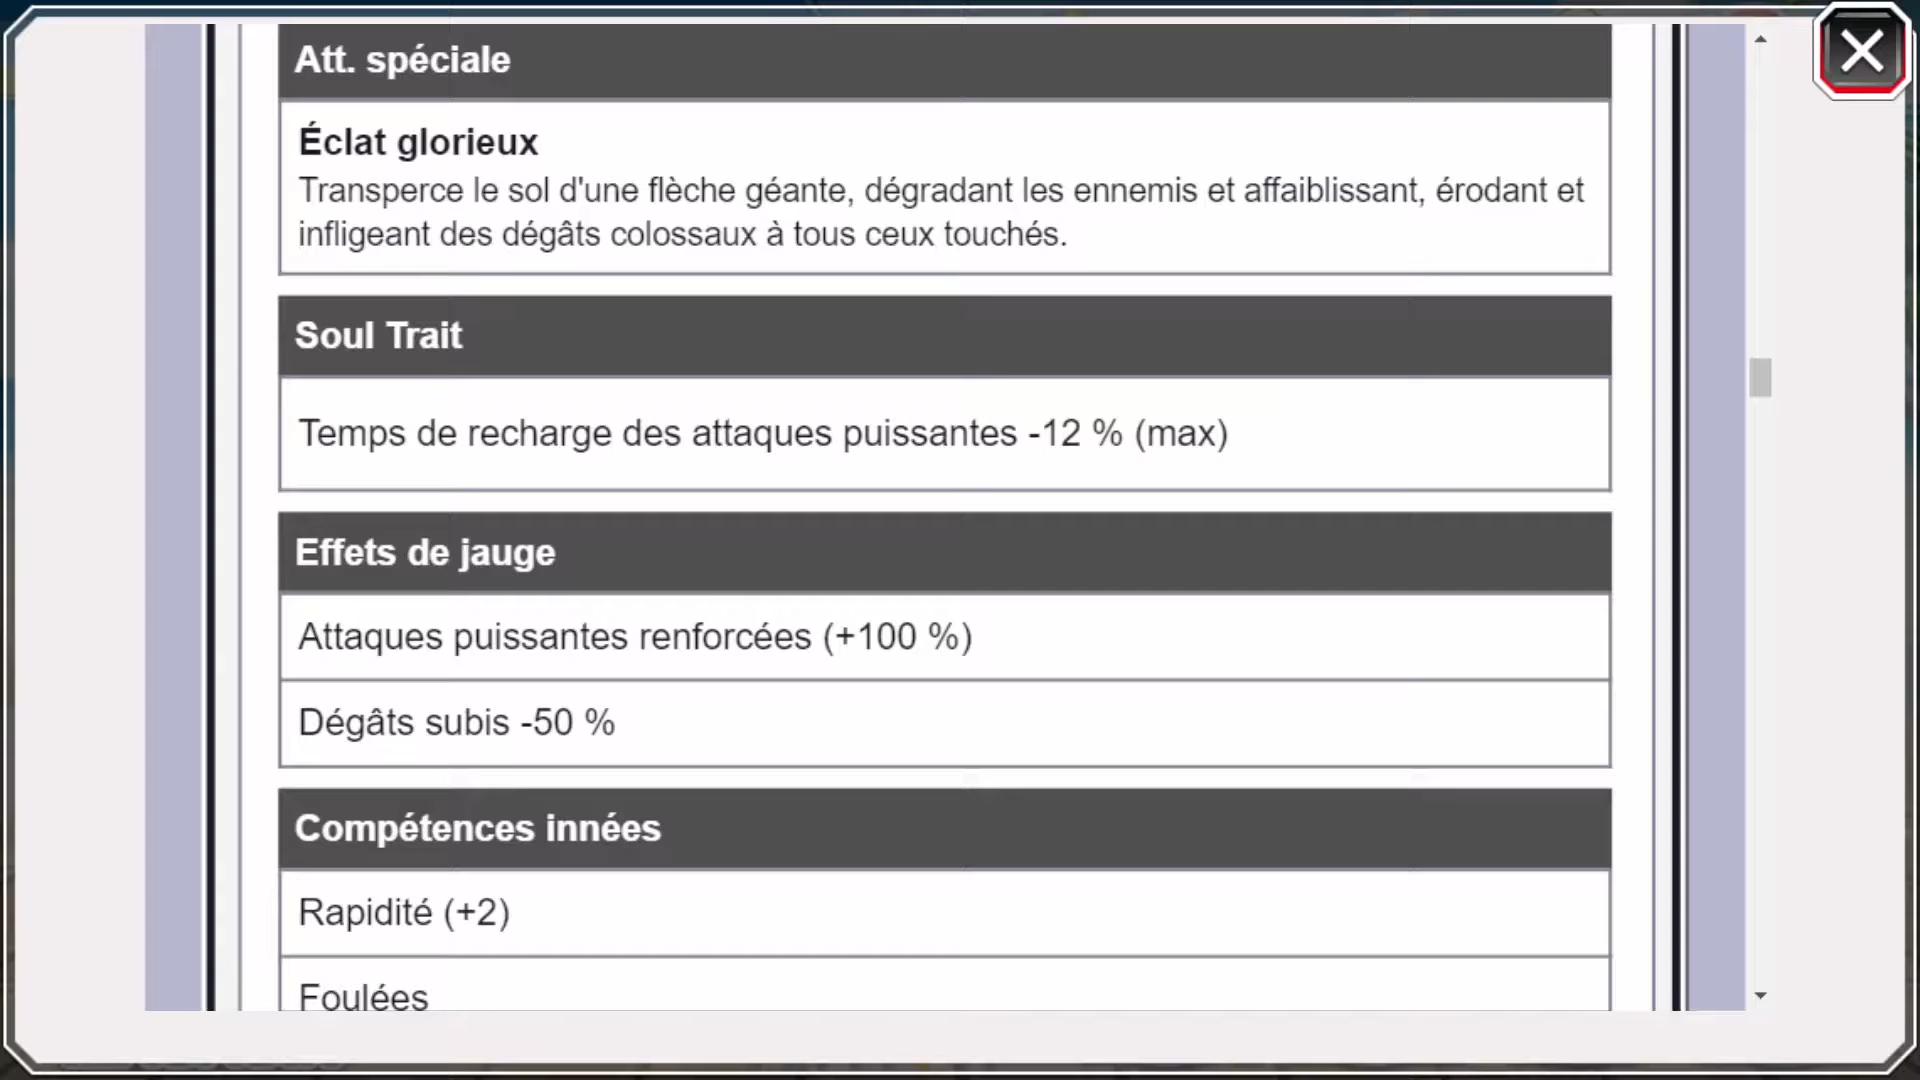 Att. spéciale
Éclat glorieux
Transperce le sol d'une flèche géante, dégradant les ennemis et affaiblissant, érodant et
infligeant des dégâts colossaux à tous ceux touchés.
Soul Trait
Temps de recharge des attaques puissantes -12 % (max)
Effets de jauge
Attaques puissantes renforcées (+100 %)
Dégâts subis -50 %
Compétences innées
Rapidité (+2)
Foulées